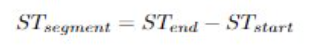 ST_{segment} = ST_{end} − ST_{start}